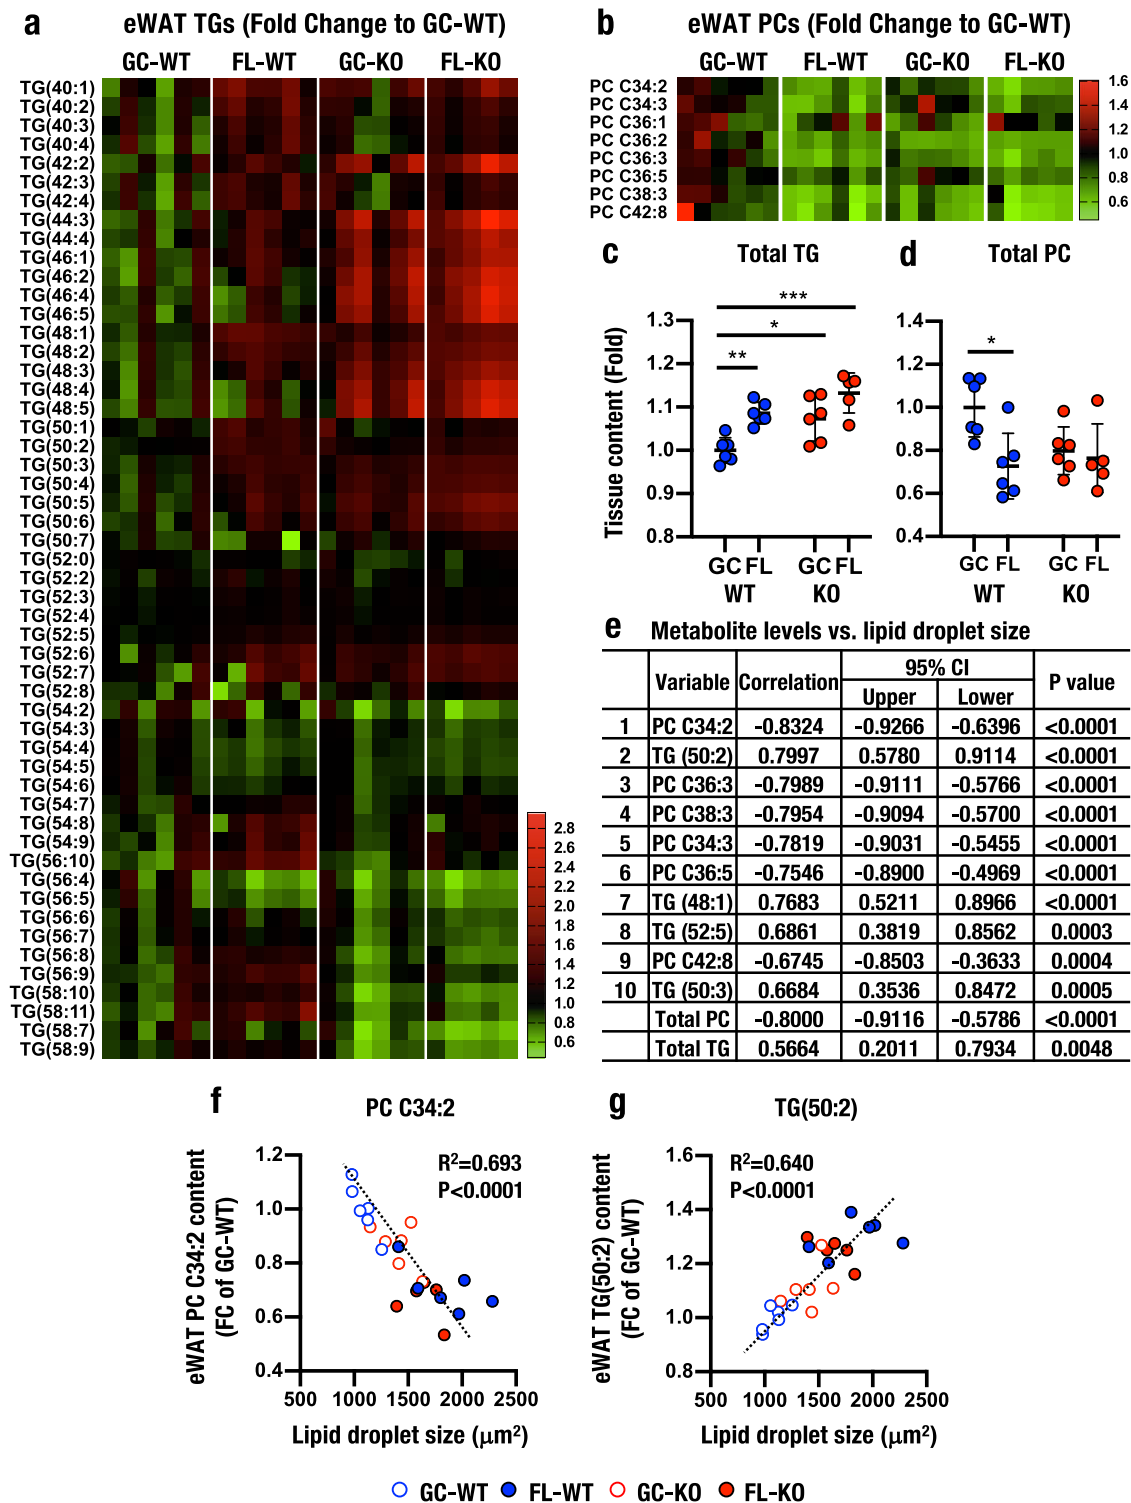 a eWAT TGs (Fold Change to GC-WT)
GC-WT FL-WT GC-KO FL-KO
TG(40:1)
TG(40:2)
TG(40:3)
TG(40:4)
TG(42:2)
TG(42:3)
TG(42:4)
TG(44:3)
TG(44:4)
TG(46:1)
TG(46:2)
TG(46:4)
TG(46:5)
TG(48:1)
TG(48:2)
TG(48:3)
TG(48:4)
TG(48:5)
TG(50:1)
TG(50:2)
TG(50:3)
TG(50:4)
TG(50:5)
TG(50:6)
TG(50:7)
TG(52:0)
TG(52:2)
TG(52:3)
TG(52:4)
TG(52:5)
TG(52:6)
TG(52:7)
TG(52:8)
TG(54:2)
TG(54:3)
TG(54:4)
TG(54:5)
TG(54:6)
TG(54:7)
TG(54:8)
TG(54:9)
TG(56:10)
TG(56:4)
TG(56:5)
TG(56:6)
TG(56:7)
TG(56:8)
TG(56:9)
TG(58:10)
TG(58:11)
TG(58:7)
TG(58:9)
2.8
2.6
2.4
2.2
2.0
1.8
1.6
1.4
1.2
1.0
0.8
0.6
b eWAT PCs (Fold Change to GC-WT)
GC-WT FL-WT GC-KO FL-KO
PC C34:2
PC C34:3
PC C36:1
PC C36:2
PC C36:3
PC C36:5
PC C38:3
PC C42:8
1.6
1.4
1.2
1.0
0.8
0.6
c Total TG
Tissue content (Fold)
1.3
1.2
1.1
1.0
0.9
0.8
***
*
**
GC FL GC FL
WT KO
d Total PC
1.4
1.2
1.0
0.8
0.6
0.4
*
GC FL GC FL
WT KO
e Metabolite levels vs. lipid droplet size
Variable Correlation 95% CI P value
Upper Lower
1 PC C34:2 -0.8324 -0.9266 -0.6396 <0.0001
2 TG (50:2) 0.7997 0.5780 0.9114 <0.0001
3 PC C36:3 -0.7989 -0.9111 -0.5766 <0.0001
4 PC C38:3 -0.7954 -0.9094 -0.5700 <0.0001
5 PC C34:3 -0.7819 -0.9031 -0.5455 <0.0001
6 PC C36:5 -0.7546 -0.8900 -0.4969 <0.0001
7 TG (48:1) 0.7683 0.5211 0.8966 <0.0001
8 TG (52:5) 0.6861 0.3819 0.8562 0.0003
9 PC C42:8 -0.6745 -0.8503 -0.3633 0.0004
10 TG (50:3) 0.6684 0.3536 0.8472 0.0005
Total PC -0.8000 -0.9116 -0.5786 <0.0001
Total TG 0.5664 0.2011 0.7934 0.0048
f PC C34:2
eWAT PC C34:2 content
(FC of GC-WT)
1.2
1.0
0.8
0.6
0.4
R²=0.693
P<0.0001
500 1000 1500 2000 2500
Lipid droplet size (μm²)
g TG(50:2)
eWAT TG(50:2) content
(FC of GC-WT)
1.6
1.4
1.2
1.0
0.8
R²=0.640
P<0.0001
500 1000 1500 2000 2500
Lipid droplet size (μm²)
GC-WT FL-WT GC-KO FL-KO